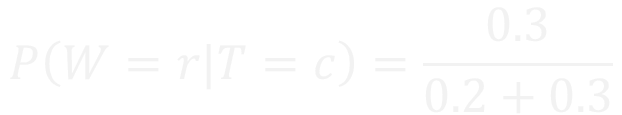 P(W = r|T = c) = 0.3 / 0.2 + 0.3